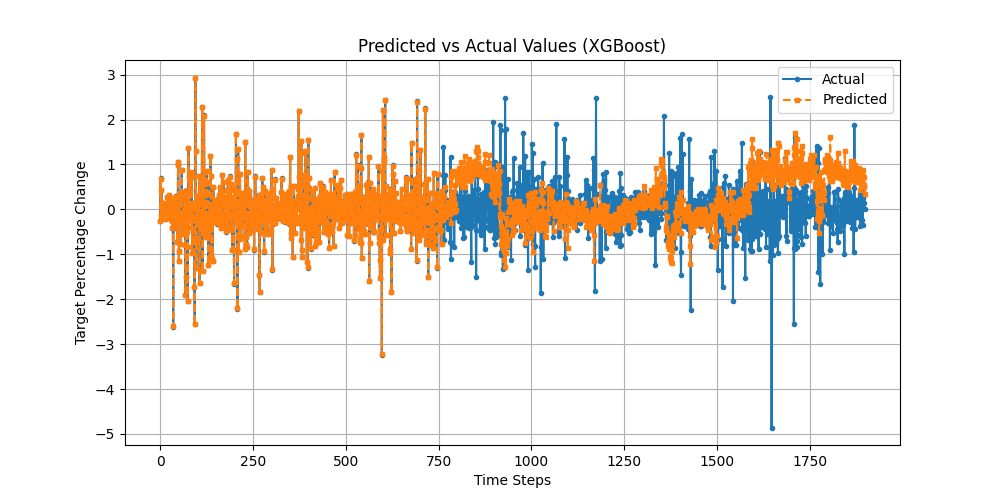 Predicted vs Actual Values (XGBoost)
Actual
Predicted
3
2
1
0
−1
−2
−3
−4
−5
Target Percentage Change
0 250 500 750 1000 1250 1500 1750
Time Steps